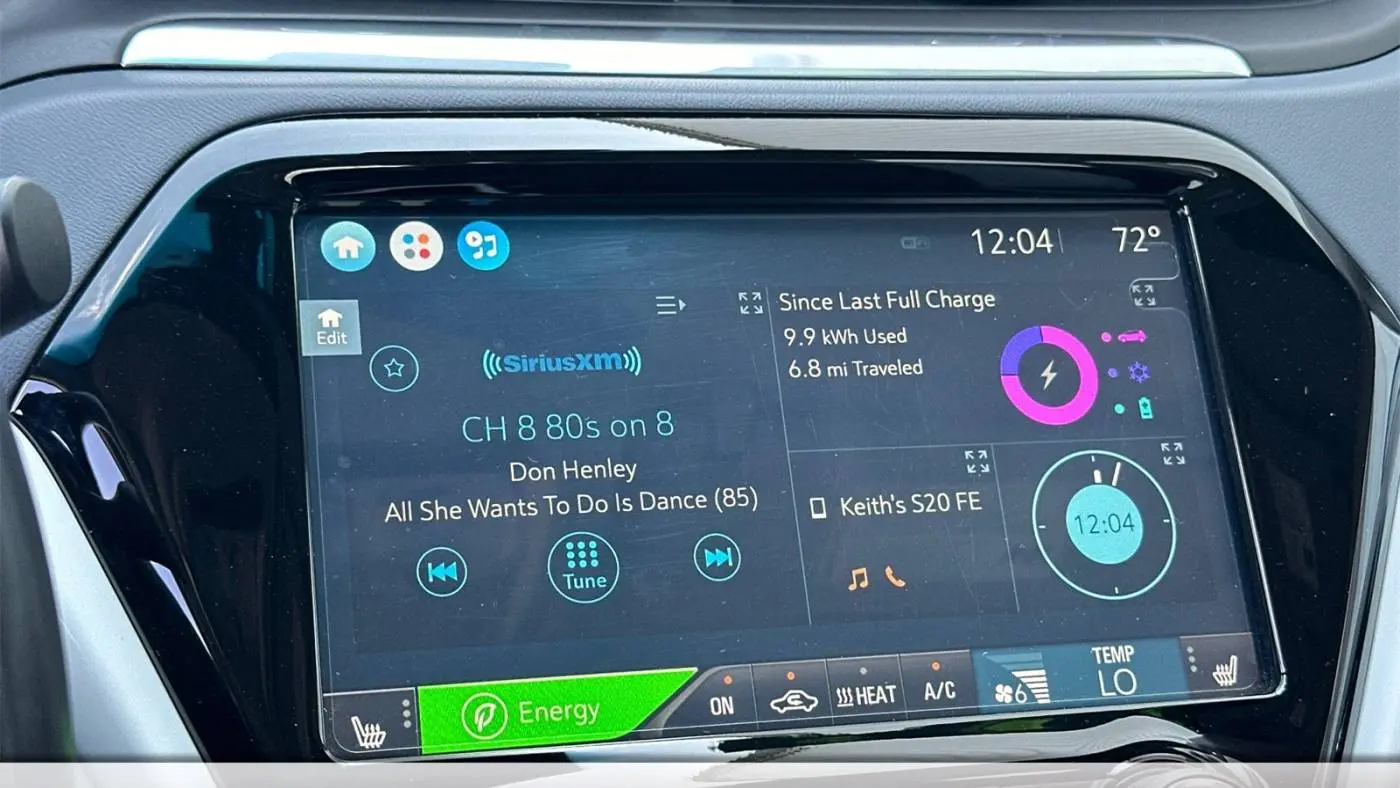 12:04
72°
Edit
SiriusXM
CH 8 80s on 8
Don Henley
All She Wants To Do Is Dance (85)
Tune
Since Last Full Charge
9.9 kWh Used
6.8 mi Traveled
Keith's S20 FE
12:04
Energy
ON
HEAT
A/C
6
TEMP
LO